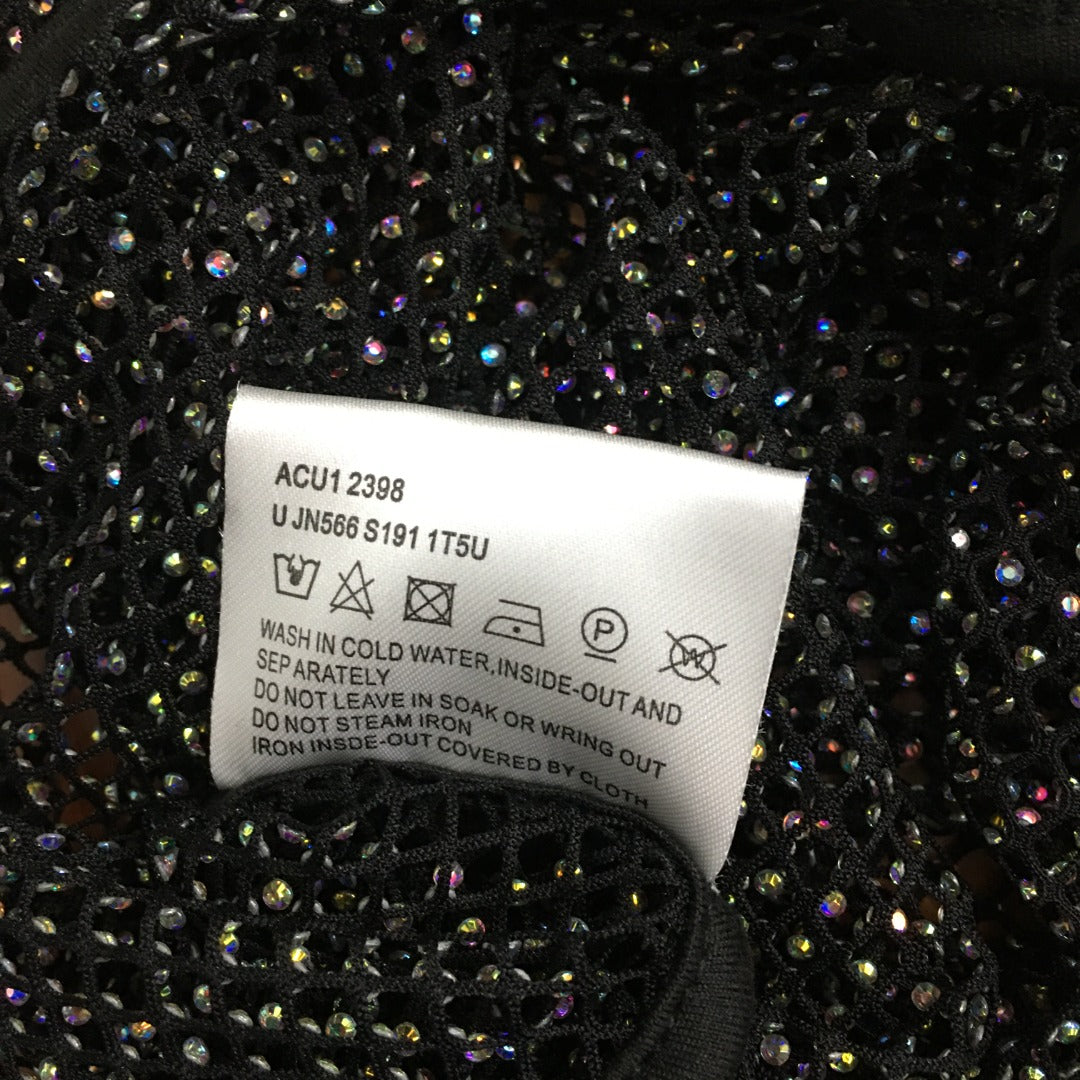 ACU1 2398
U JN566 S191 1T5U
P W
WASH IN COLD WATER,INSIDE-OUT AND
SEP ARATELY
DO NOT LEAVE IN SOAK OR WRING OUT
DO NOT STEAM IRON
IRON INSDE-OUT COVERED BY CLOTH